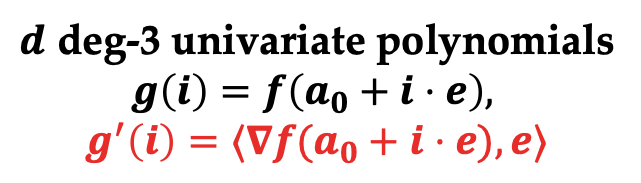 d deg-3 univariate polynomials
g(i) = f(a₀ + i · e),
g′(i) = ⟨∇f(a₀ + i · e), e⟩